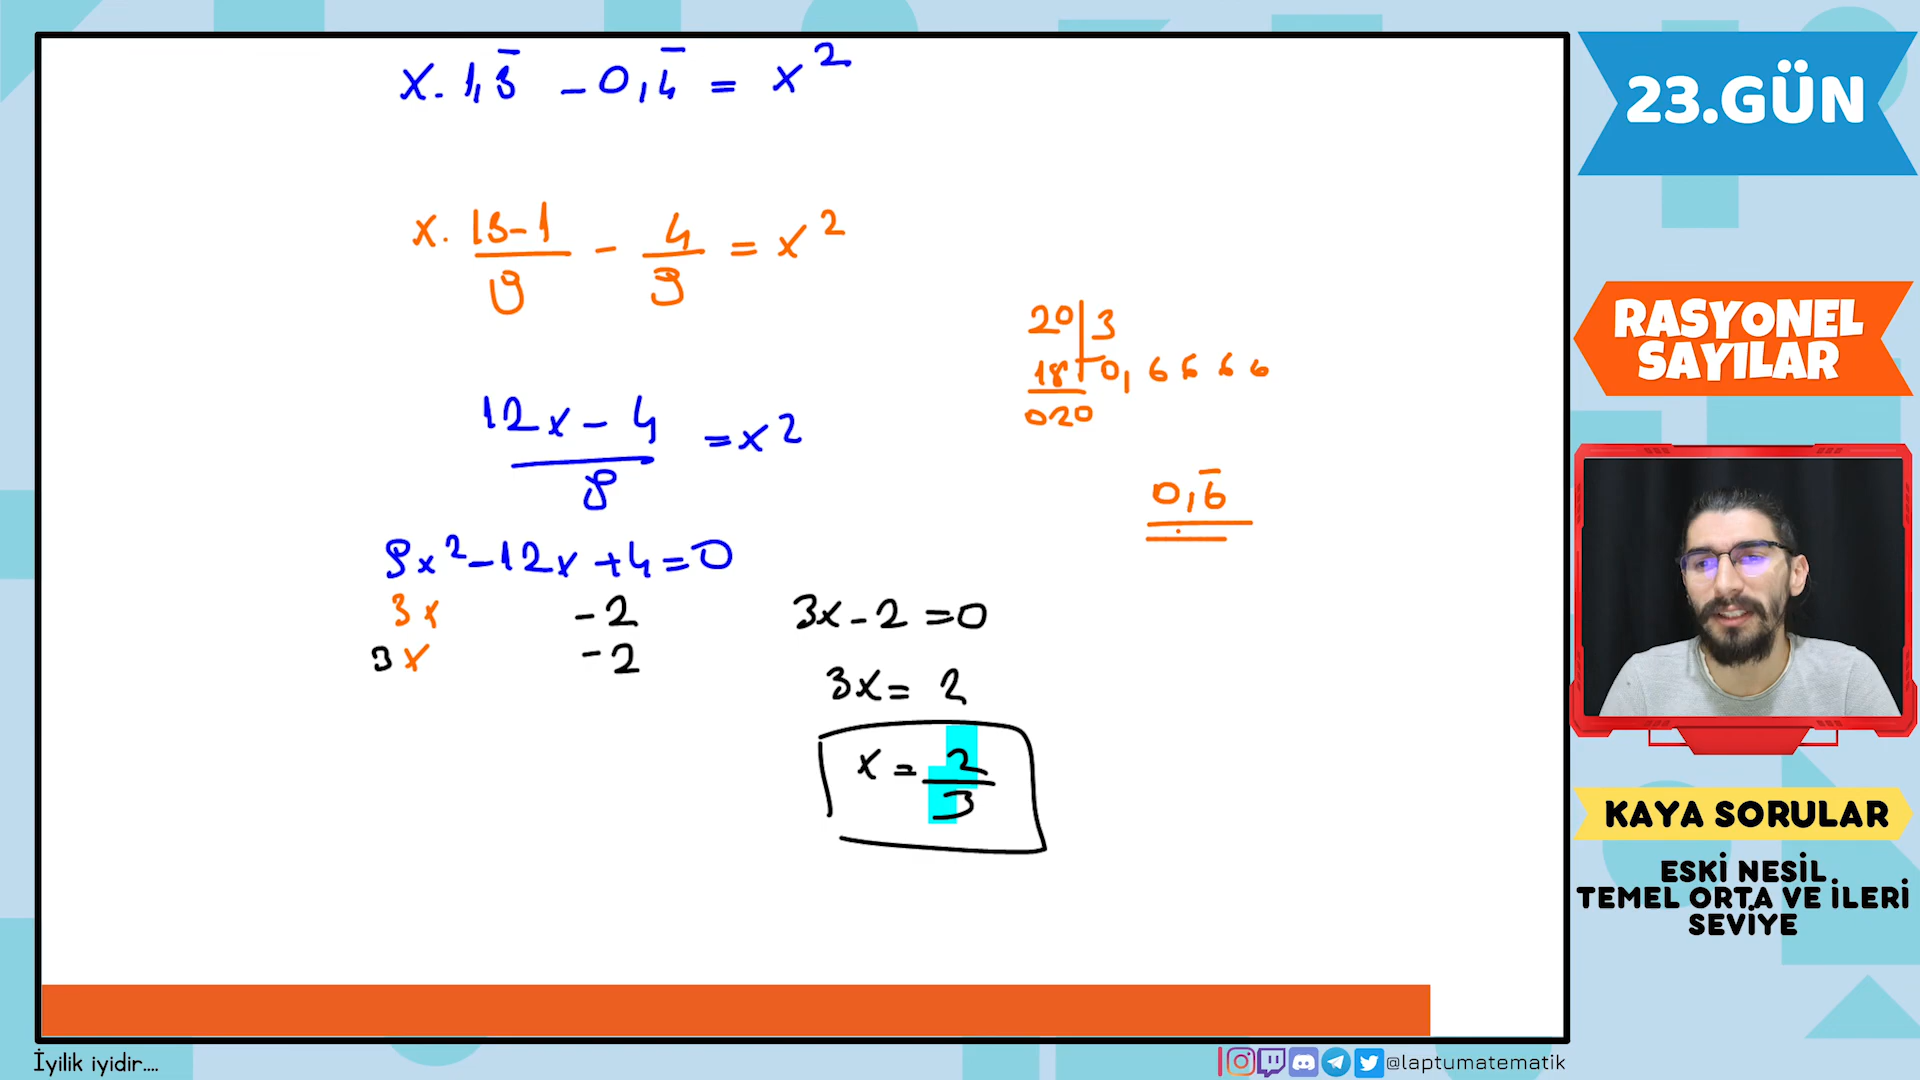 x. 1,3̅ - 0,4̅ = x²
x. 13-1/9 - 4/9 = x²
12x - 4/9 = x²
9x² - 12x + 4 = 0
3x -2
3x -2
3x - 2 = 0
3x = 2
x = 2/3
20 | 3
18 0,6666
020
0,6̅
23.GÜN
RASYONEL
SAYILAR
KAYA SORULAR
ESKİ NESİL
TEMEL ORTA VE İLERİ
SEVİYE
İyilik iyidir....
@laptumatematik